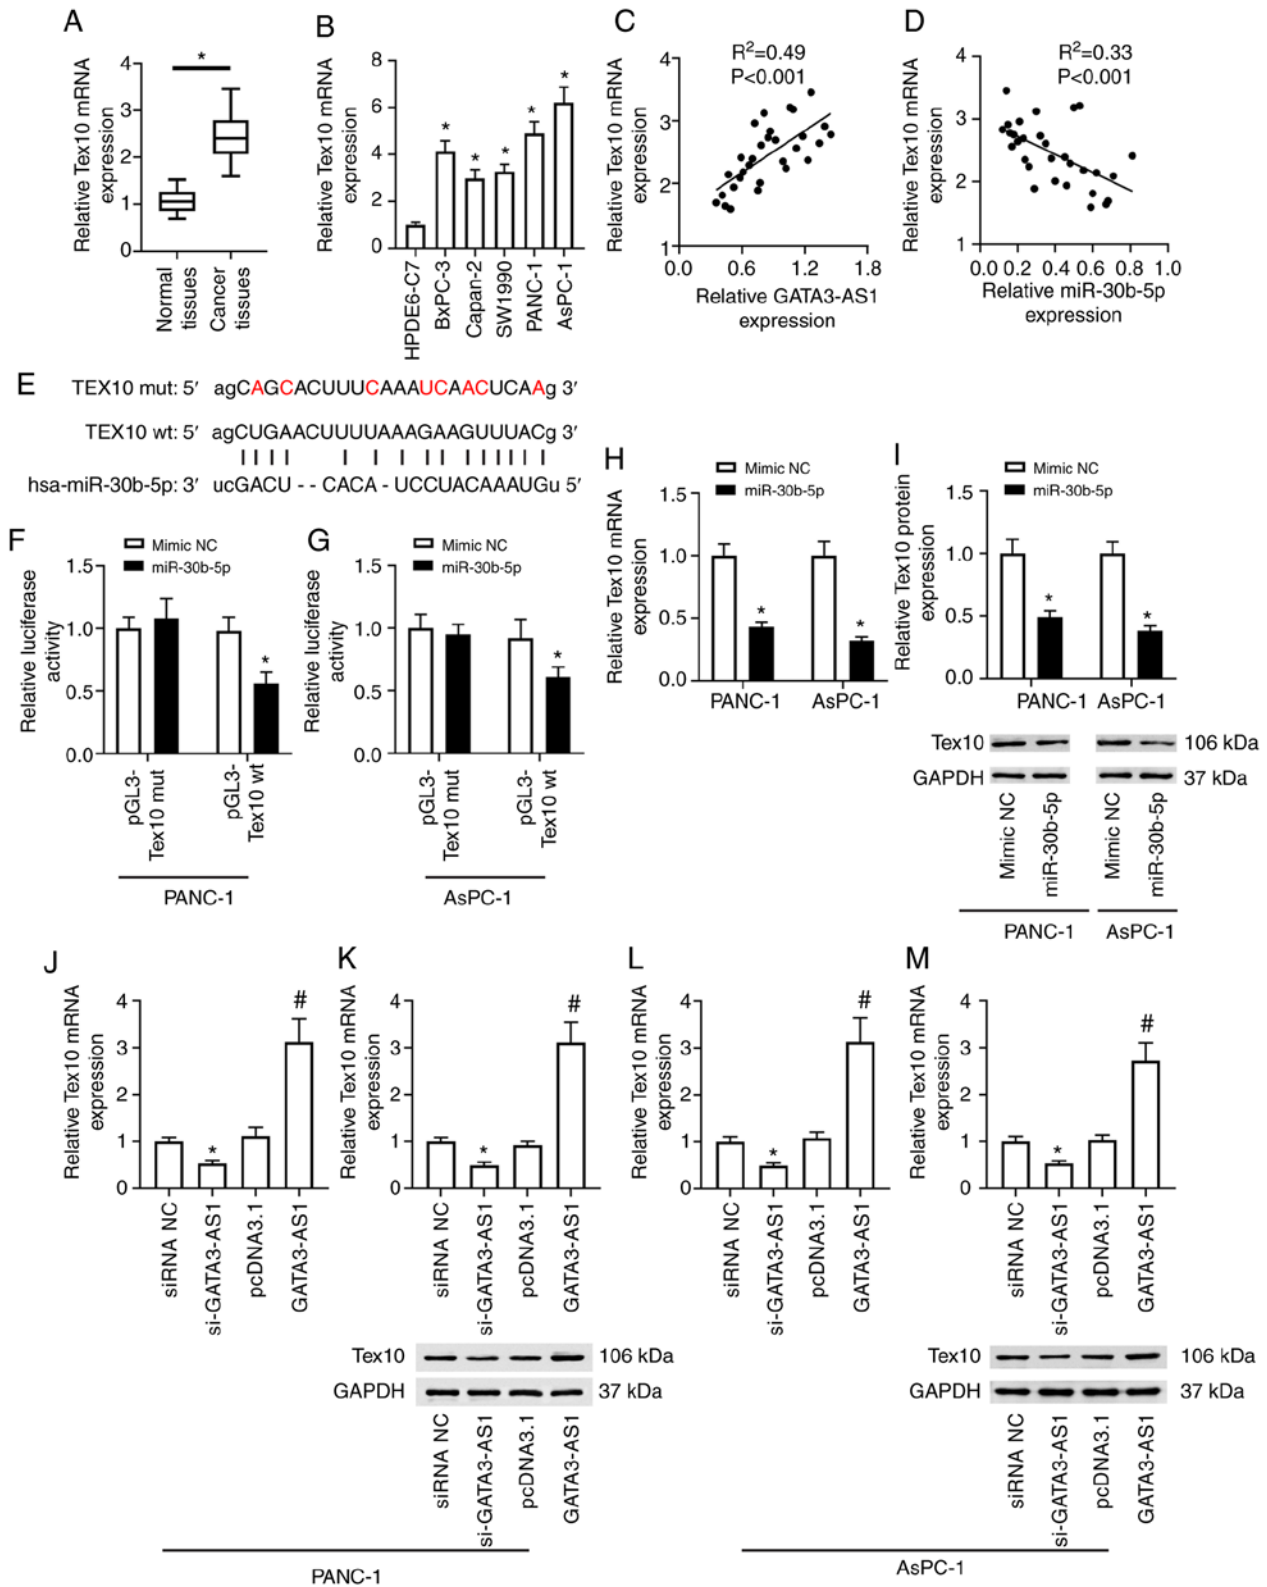 A
Relative Tex10 mRNA
expression
4
3
2
1
0
*
Normal
tissues
Cancer
tissues
B
Relative Tex10 mRNA
expression
8
6
4
2
0
*
*
*
*
*
HPDE6-C7
BxPC-3
Capan-2
SW1990
PANC-1
AsPC-1
C
Relative Tex10 mRNA
expression
R²=0.49
P<0.001
4
3
2
1
0.0 0.6 1.2 1.8
Relative GATA3-AS1
expression
D
Relative Tex10 mRNA
expression
R²=0.33
P<0.001
4
3
2
1
0.0 0.2 0.4 0.6 0.8 1.0
Relative miR-30b-5p
expression
E
TEX10 mut: 5′ agCAGCACUUUCAAAUCAACUCAAg 3′
TEX10 wt: 5′ agCUGAACUUUUAAAGAAGUUUACg 3′
hsa-miR-30b-5p: 3′ ucGACU - - CACA - UCCUACAAAUGu 5′
F
Mimic NC
miR-30b-5p
Relative luciferase
activity
1.5
1.0
0.5
0.0
*
pGL3-
Tex10 mut
pGL3-
Tex10 wt
PANC-1
G
Mimic NC
miR-30b-5p
Relative luciferase
activity
1.5
1.0
0.5
0.0
*
pGL3-
Tex10 mut
pGL3-
Tex10 wt
AsPC-1
H
Mimic NC
miR-30b-5p
Relative Tex10 mRNA
expression
1.5
1.0
0.5
0.0
*
*
PANC-1 AsPC-1
I
Mimic NC
miR-30b-5p
Relative Tex10 protein
expression
1.5
1.0
0.5
0.0
*
*
PANC-1 AsPC-1
Tex10 106 kDa
GAPDH 37 kDa
Mimic NC
miR-30b-5p
Mimic NC
miR-30b-5p
PANC-1 AsPC-1
J
Relative Tex10 mRNA
expression
4
3
2
1
0
*
#
siRNA NC
si-GATA3-AS1
pcDNA3.1
GATA3-AS1
K
Relative Tex10 mRNA
expression
4
3
2
1
0
*
#
siRNA NC
si-GATA3-AS1
pcDNA3.1
GATA3-AS1
Tex10 106 kDa
GAPDH 37 kDa
siRNA NC
si-GATA3-AS1
pcDNA3.1
GATA3-AS1
PANC-1
L
Relative Tex10 mRNA
expression
4
3
2
1
0
*
#
siRNA NC
si-GATA3-AS1
pcDNA3.1
GATA3-AS1
M
Relative Tex10 mRNA
expression
4
3
2
1
0
*
#
siRNA NC
si-GATA3-AS1
pcDNA3.1
GATA3-AS1
Tex10 106 kDa
GAPDH 37 kDa
siRNA NC
si-GATA3-AS1
pcDNA3.1
GATA3-AS1
AsPC-1